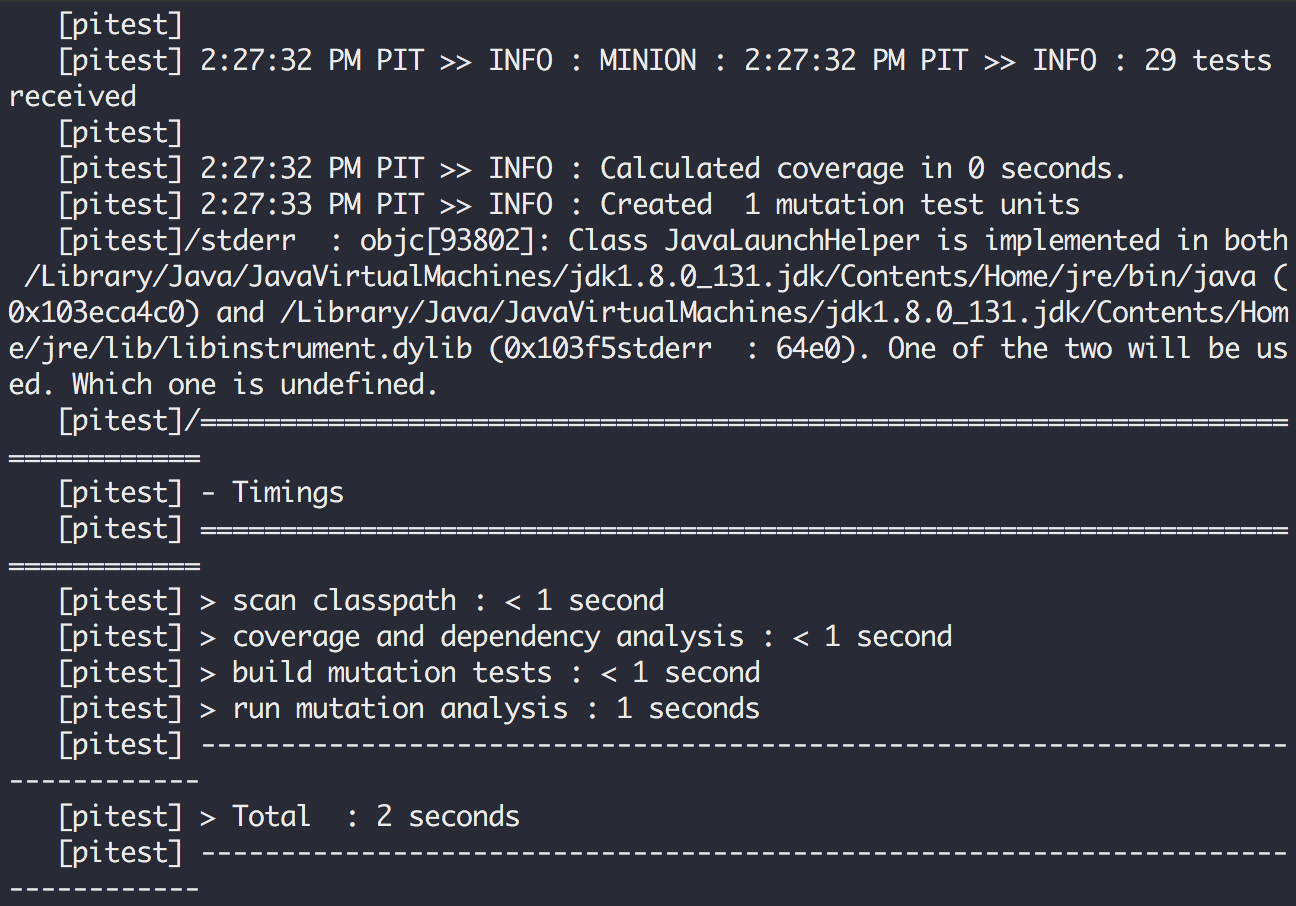 [pitest]
[pitest] 2:27:32 PM PIT >> INFO : MINION : 2:27:32 PM PIT >> INFO : 29 tests
received
[pitest]
[pitest] 2:27:32 PM PIT >> INFO : Calculated coverage in 0 seconds.
[pitest] 2:27:33 PM PIT >> INFO : Created  1 mutation test units
[pitest]/stderr  : objc[93802]: Class JavaLaunchHelper is implemented in both
/Library/Java/JavaVirtualMachines/jdk1.8.0_131.jdk/Contents/Home/jre/bin/java (
0x103eca4c0) and /Library/Java/JavaVirtualMachines/jdk1.8.0_131.jdk/Contents/Hom
e/jre/lib/libinstrument.dylib (0x103f5stderr  : 64e0). One of the two will be us
ed. Which one is undefined.
[pitest]/====================================================================
============
[pitest] - Timings
[pitest] ====================================================================
============
[pitest] > scan classpath : < 1 second
[pitest] > coverage and dependency analysis : < 1 second
[pitest] > build mutation tests : < 1 second
[pitest] > run mutation analysis : 1 seconds
[pitest] --------------------------------------------------------------------
------------
[pitest] > Total  : 2 seconds
[pitest] --------------------------------------------------------------------
------------